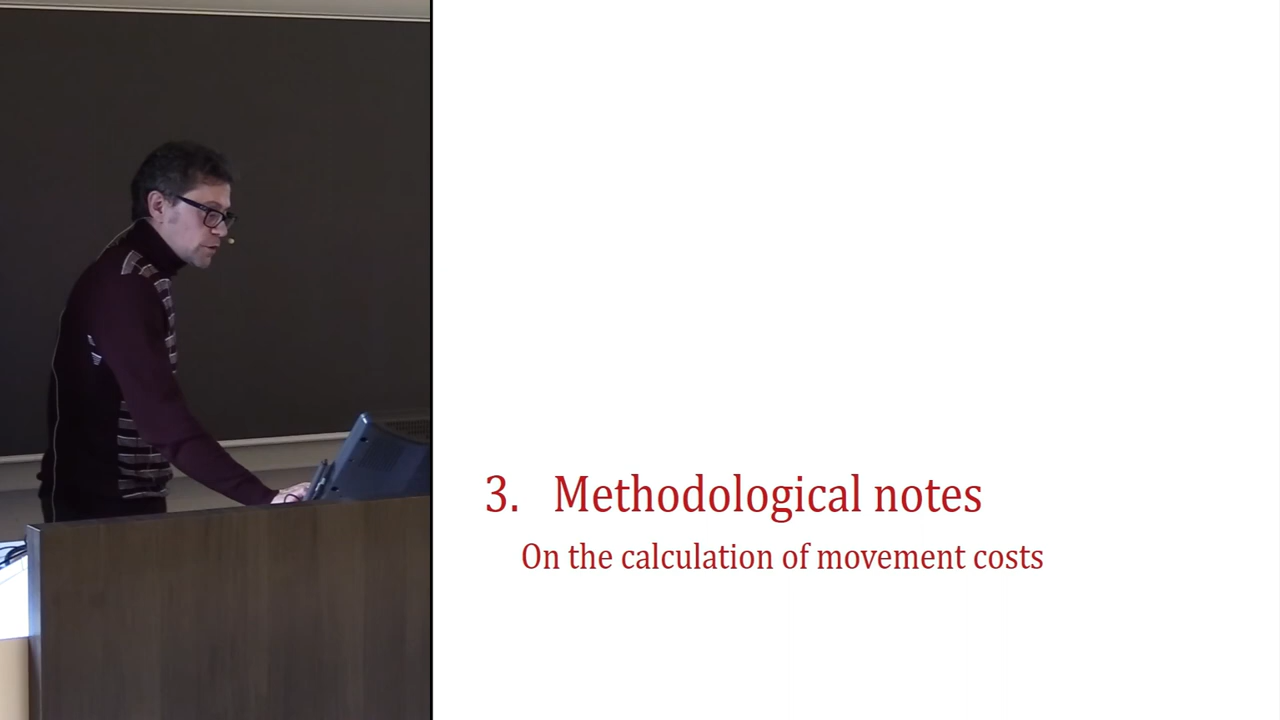 3. Methodological notes
On the calculation of movement costs